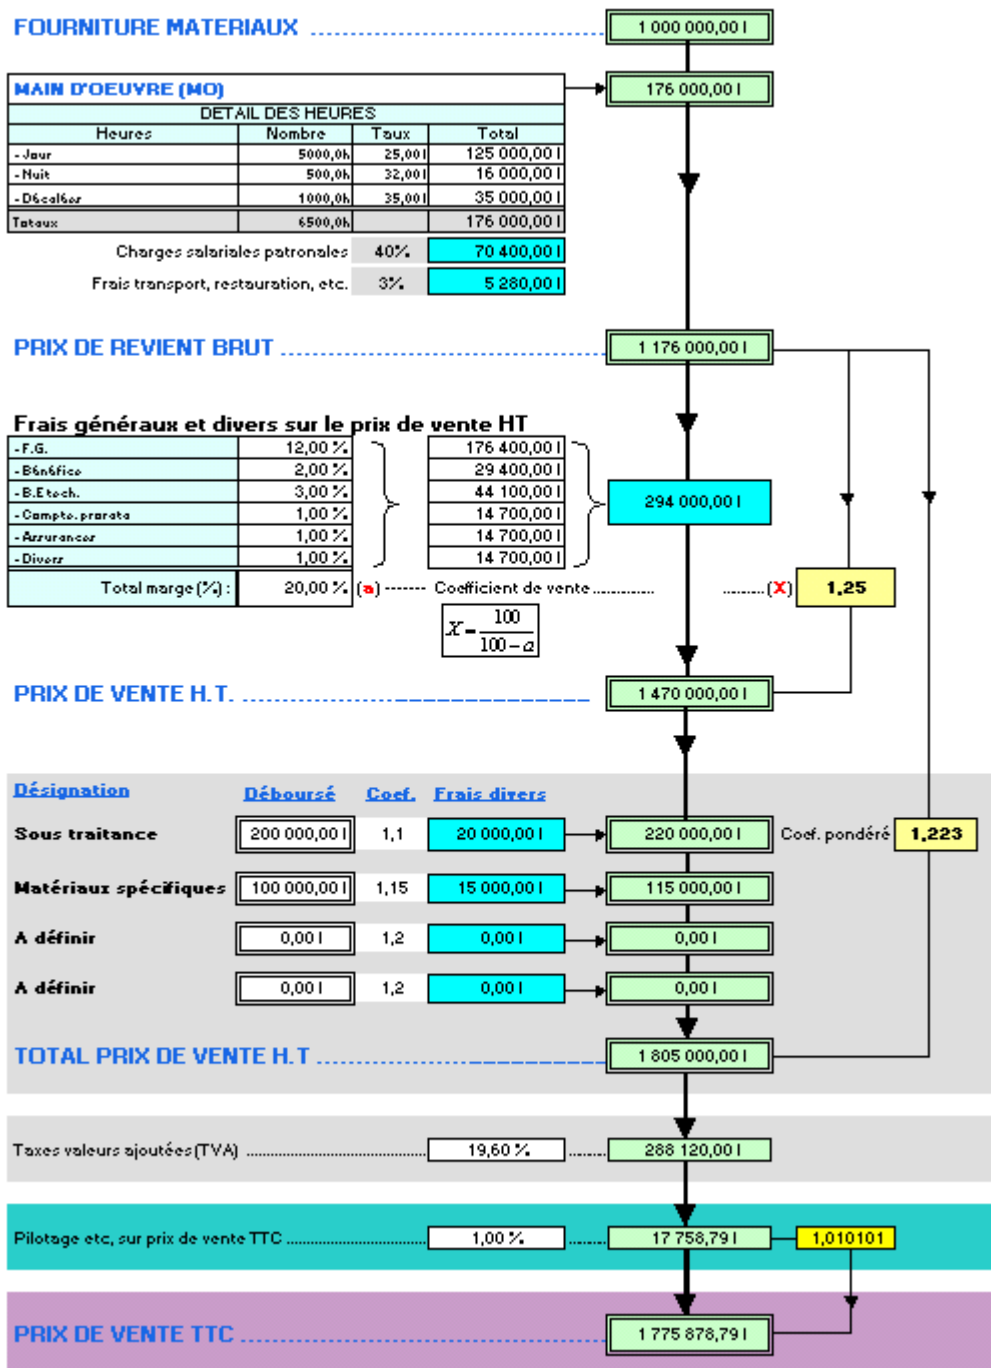 FOURNITURE MATERIAUX ........................ 1 000 000,00 l
MAIN D'OEUVRE (MO) 176 000,00 l
DETAIL DES HEURES
Heures Nombre Taux Total
- Jour 5000,0h 25,00 l 125 000,00 l
- Nuit 500,0h 32,00 l 16 000,00 l
- Décalées 1000,0h 35,00 l 35 000,00 l
Totaux 6500,0h 176 000,00 l
Charges salariales patronales 40% 70 400,00 l
Frais transport, restauration, etc. 3% 5 280,00 l
PRIX DE REVIENT BRUT ........................ 1 176 000,00 l
Frais généraux et divers sur le prix de vente HT
- F.G. 12,00 % 176 400,00 l
- Bénéfice 2,00 % 29 400,00 l
- B.E tech. 3,00 % 44 100,00 l
294 000,00 l
- Compte. prorata 1,00 % 14 700,00 l
- Assurances 1,00 % 14 700,00 l
- Divers 1,00 % 14 700,00 l
Total marge (%) : 20,00 % (a) ------ Coefficient de vente .............. .......... (X) 1,25
X = 100 / (100 - a)
PRIX DE VENTE H.T. ........................ 1 470 000,00 l
Désignation Déboursé Coef. Frais divers
Sous traitance 200 000,00 l 1,1 20 000,00 l 220 000,00 l Coef. pondéré 1,223
Matériaux spécifiques 100 000,00 l 1,15 15 000,00 l 115 000,00 l
A définir 0,00 l 1,2 0,00 l 0,00 l
A définir 0,00 l 1,2 0,00 l 0,00 l
TOTAL PRIX DE VENTE H.T ........................ 1 805 000,00 l
Taxes valeurs ajoutées (TVA) ........................ 19,60 % ........ 288 120,00 l
Pilotage etc, sur prix de vente TTC ........................ 1,00 % ........ 17 758,79 l 1,010101
PRIX DE VENTE TTC ........................ 1 775 878,79 l